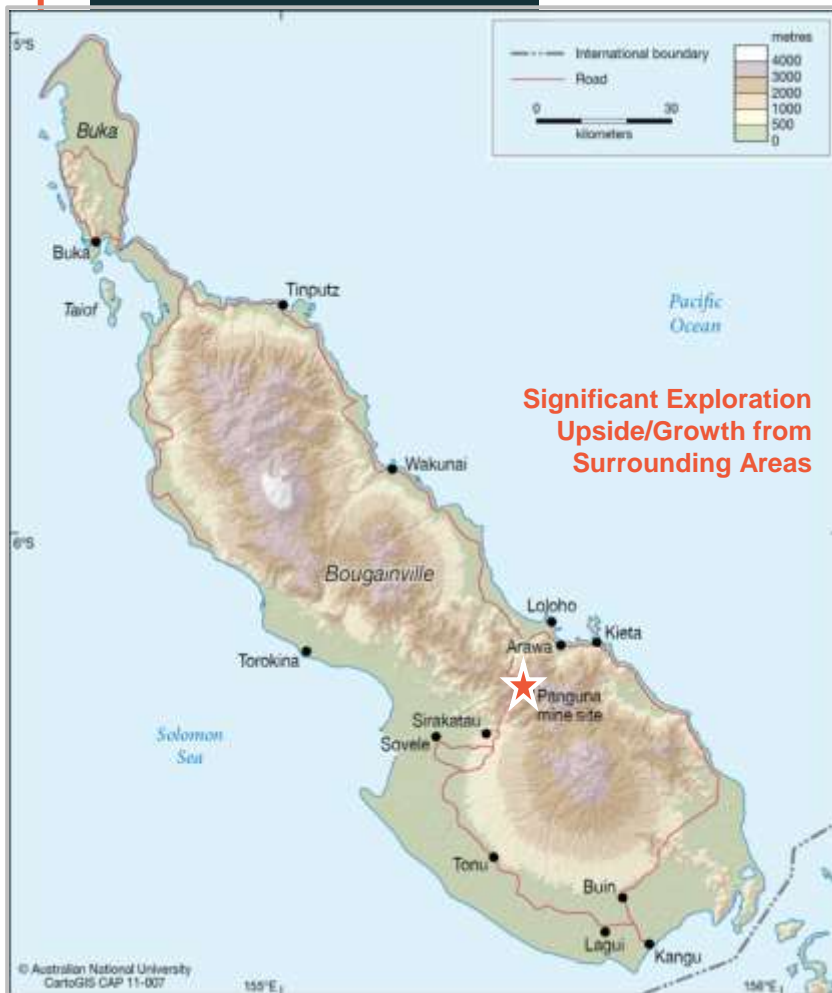 5°S
International boundary
Road
0 30
kilometers
metres
4000
3000
2000
1000
500
0
Buka
Buka
Taiof
Tinputz
Pacific
Ocean
Significant Exploration
Upside/Growth from
Surrounding Areas
Wakunai
6°S
Bougainville
Loloho
Kieta
Arawa
Torokina
Panguna
mine site
Sirakatau
Sovele
Solomon
Sea
Tonu
Buin
Lagui
Kangu
© Australian National University
CartoGIS CAP 11-007
155°E
156°E